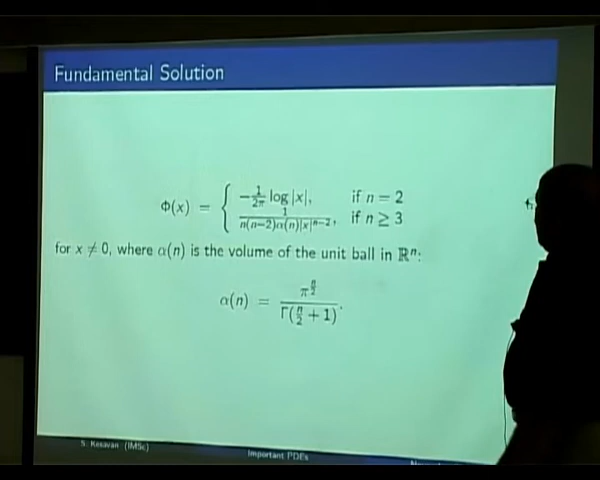 Fundamental Solution
Φ(x) = { −1/2π log |x|, if n = 2
1/n(n−2)α(n)|x|ⁿ⁻², if n ≥ 3
for x ≠ 0, where α(n) is the volume of the unit ball in ℝⁿ:
α(n) = π^(n/2) / Γ(n/2 + 1).
S. Kesavan (IMSc)
Important PDEs